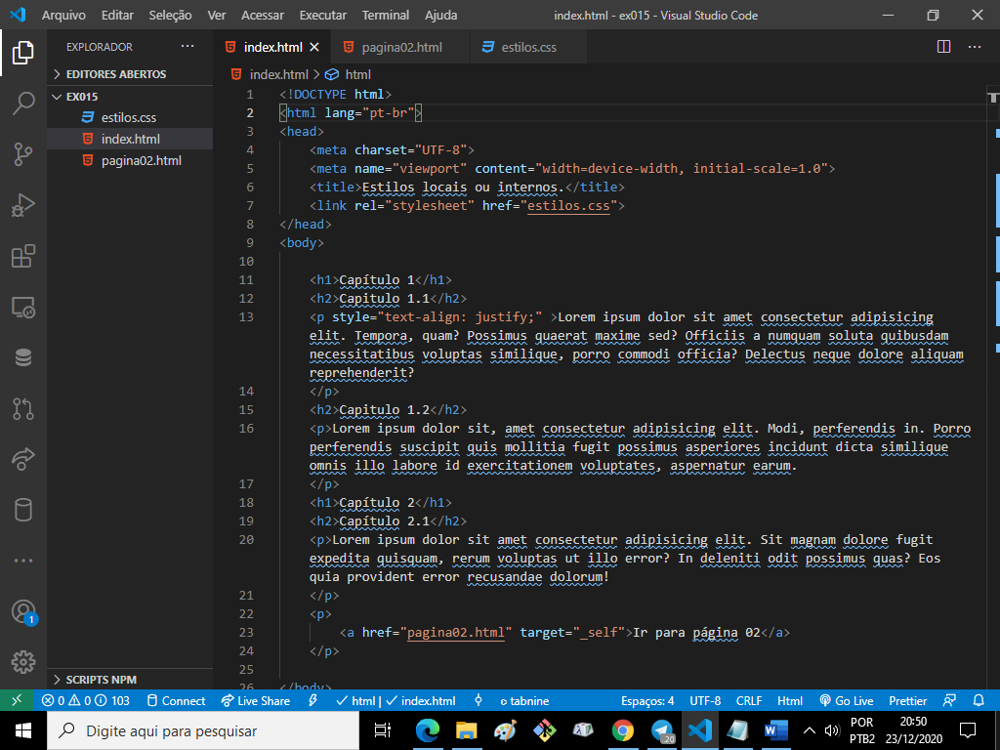 Arquivo Editar Seleção Ver Acessar Executar Terminal Ajuda index.html - ex015 - Visual Studio Code
EXPLORADOR ...
index.html pagina02.html estilos.css
EDITORES ABERTOS
index.html > html
EX015
estilos.css
index.html
pagina02.html
SCRIPTS NPM
1 <!DOCTYPE html>
2 <html lang="pt-br">
3 <head>
4 <meta charset="UTF-8">
5 <meta name="viewport" content="width=device-width, initial-scale=1.0">
6 <title>Estilos locais ou internos.</title>
7 <link rel="stylesheet" href="estilos.css">
8 </head>
9 <body>
10
11 <h1>Capítulo 1</h1>
12 <h2>Capitulo 1.1</h2>
13 <p style="text-align: justify;" >Lorem ipsum dolor sit amet consectetur adipisicing
elit. Tempora, quam? Possimus quaerat maxime sed? Officiis a numquam soluta quibusdam
necessitatibus voluptas similique, porro commodi officia? Delectus neque dolore aliquam
reprehenderit?
14 </p>
15 <h2>Capitulo 1.2</h2>
16 <p>Lorem ipsum dolor sit, amet consectetur adipisicing elit. Modi, perferendis in. Porro
perferendis suscipit quis mollitia fugit possimus asperiores incidunt dicta similique
omnis illo labore id exercitationem voluptates, aspernatur earum.
17 </p>
18 <h1>Capítulo 2</h1>
19 <h2>Capítulo 2.1</h2>
20 <p>Lorem ipsum dolor sit amet consectetur adipisicing elit. Sit magnam dolore fugit
expedita quisquam, rerum voluptas ut illo error? In deleniti odit possimus quas? Eos
quia provident error recusandae dolorum!
21 </p>
22 <p>
23 <a href="pagina02.html" target="_self">Ir para página 02</a>
24 </p>
25
26 </body>
1
0 0 103 Connect Live Share html | index.html tabnine Espaços: 4 UTF-8 CRLF Html Go Live Prettier
Digite aqui para pesquisar
.20
POR
PTB2
20:50
23/12/2020